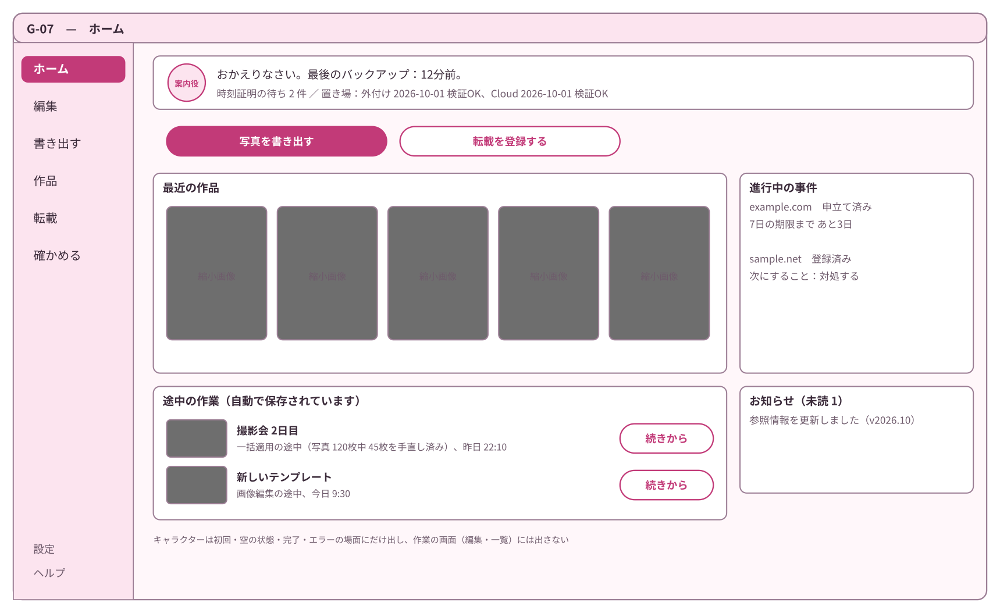 G-07 — ホーム
ホーム
編集
書き出す
作品
転載
確かめる
設定
ヘルプ
案内役
おかえりなさい。最後のバックアップ：12分前。
時刻証明の待ち 2 件 ／ 置き場：外付け 2026-10-01 検証OK、Cloud 2026-10-01 検証OK
写真を書き出す
転載を登録する
最近の作品
縮小画像
縮小画像
縮小画像
縮小画像
縮小画像
進行中の事件
example.com 申立て済み
7日の期限まで あと3日
sample.net 登録済み
次にすること：対処する
途中の作業（自動で保存されています）
撮影会 2日目
一括適用の途中（写真 120枚中 45枚を手直し済み）、昨日 22:10
続きから
新しいテンプレート
画像編集の途中、今日 9:30
続きから
お知らせ（未読 1）
参照情報を更新しました（v2026.10）
キャラクターは初回・空の状態・完了・エラーの場面にだけ出し、作業の画面（編集・一覧）には出さない